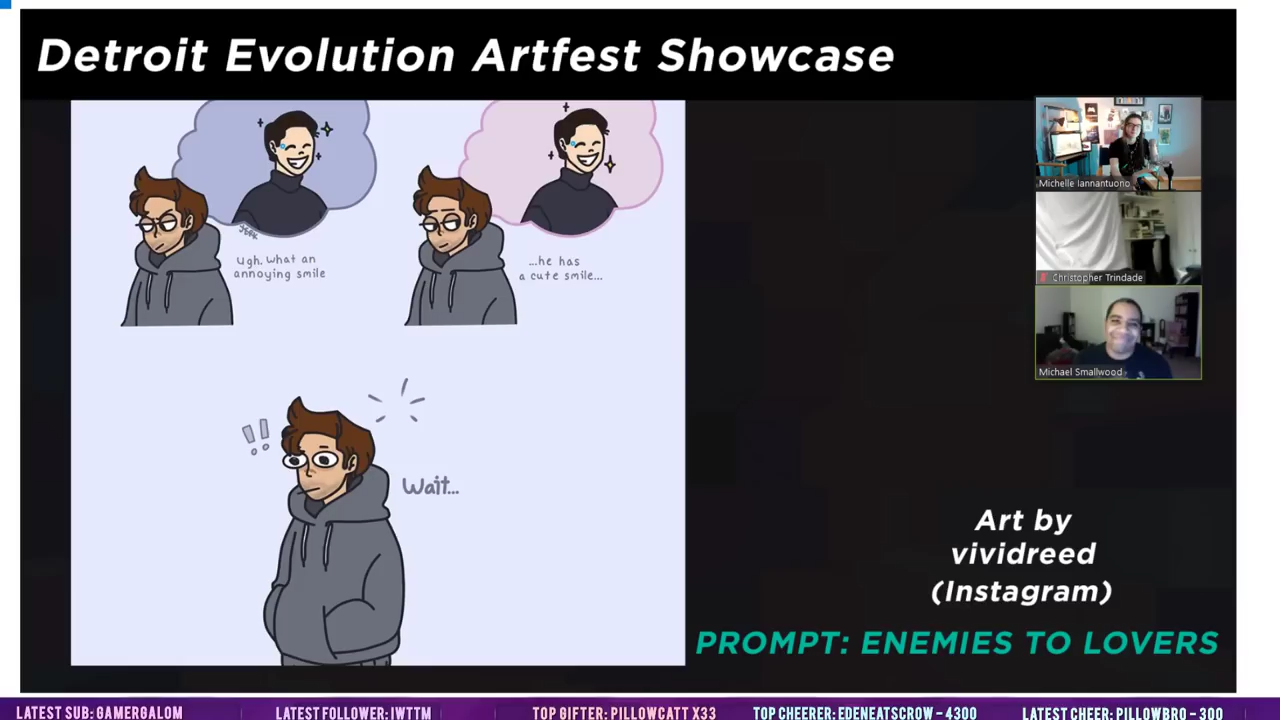 Detroit Evolution Artfest Showcase
Ugh. What an
annoying smile
...he has
a cute smile...
Wait...
!!
Michelle Iannantuono
Christopher Trindade
Michael Smallwood
Art by
vividreed
(Instagram)
PROMPT: ENEMIES TO LOVERS
LATEST SUB: GAMERGALOM
LATEST FOLLOWER: IWTTM
TOP GIFTER: PILLOWCATT X33
TOP CHEERER: EDENEATSCROW - 4300
LATEST CHEER: PILLOWBRO - 300